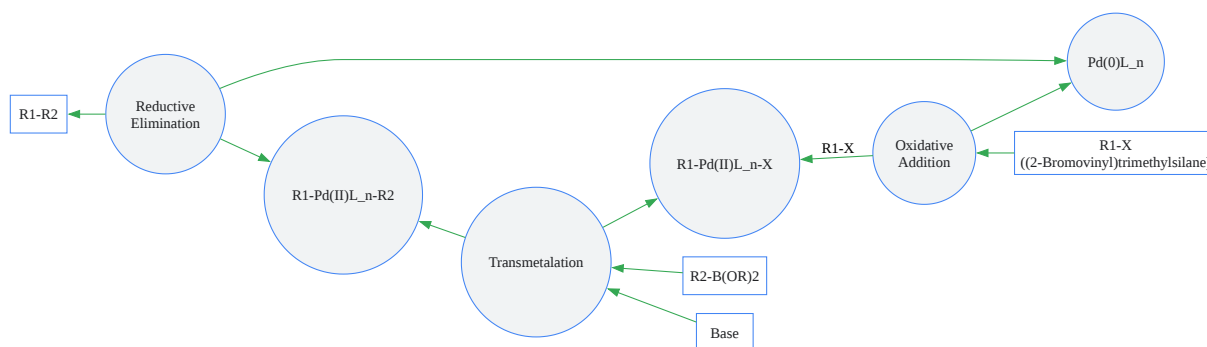 Pd(0)L_n
Reductive
Elimination
R1-R2
R1-X
Oxidative
Addition
R1-X
((2-Bromovinyl)trimethylsilane)
R1-Pd(II)L_n-X
R1-Pd(II)L_n-R2
Transmetalation
R2-B(OR)2
Base